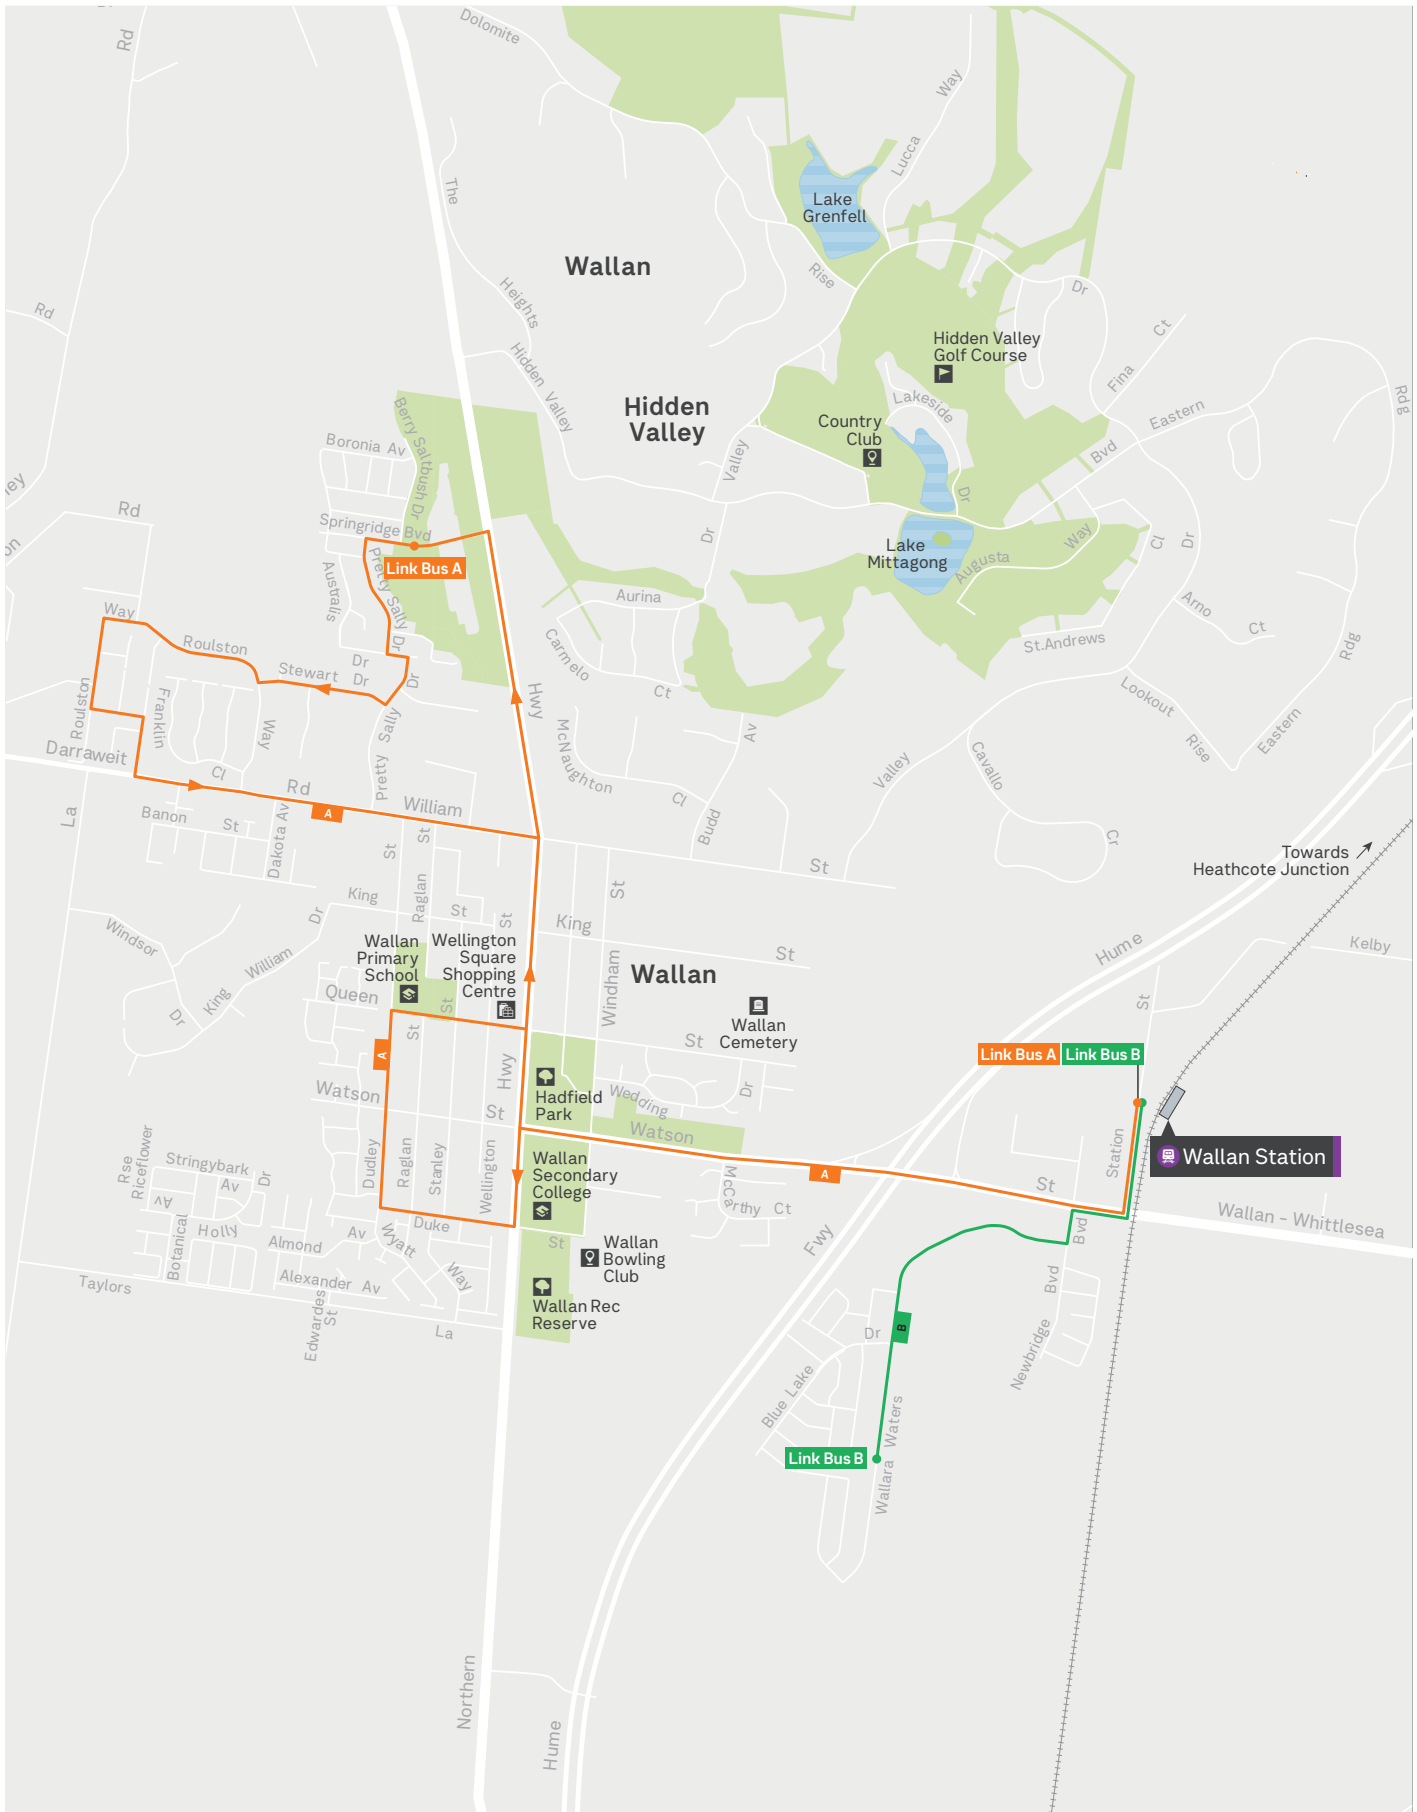 Dolomite
Rd
Way
The
Lucca
Lake
Grenfell
Wallan
Rise
Heights
Dr
Rd
Ct
Hidden Valley
Golf Course
Hidden Valley
Fina
Lakeside
Rdg
Hidden
Valley
Country
Club
Eastern
Berry Saltbush Dr
Boronia Av
Valley
Bvd
Dr
Rd
Springridge Bvd
Way
Cl
Dr
Dr
Lake
Mittagong
Augusta
Link Bus A
Pretty Sally Dr
Australis
Aurina
Arno
Ct
Way
Roulston
Carmelo
St.Andrews
Rdg
Dr
Stewart Dr
Dr
Ct
Lookout
Roulston
Franklin
Hwy
Way
Sally
McNaughton
Av
Rise
Eastern
Darraweit
Cavallo
Valley
Cl
Rd
Pretty
William
Cl
A
Banon
St
La
Dakota Av
St
St
Budd
Cr
St
Towards
Heathcote Junction
King
Raglan
St
St
St
Dr
King
Windsor
St
Hume
Kelby
Wallan
Primary
School
Wellington
Square
Shopping
Centre
William
Windham
Wallan
King
Queen
St
St
Dr
St
Wallan
Cemetery
St
A
Hwy
Link Bus A
Link Bus B
Hadfield
Park
Wedding
Dr
Watson
St
Watson
Station
Wallan Station
Rse
Riceflower
Stringybark
Av
Dr
Av
Dudley
Raglan
Stanley
Wellington
Wallan
Secondary
College
McCarthy Ct
A
St
Wallan - Whittlesea
Botanical
Holly
Almond
Av
Wyatt
Duke
St
Fwy
Bvd
Wallan
Bowling
Club
Taylors
Alexander Av
Way
Bvd
Wallan Rec
Reserve
Edwardes
St
La
Dr
B
Newbridge
Blue Lake
Waters
Link Bus B
Wallara
Northern
Hume